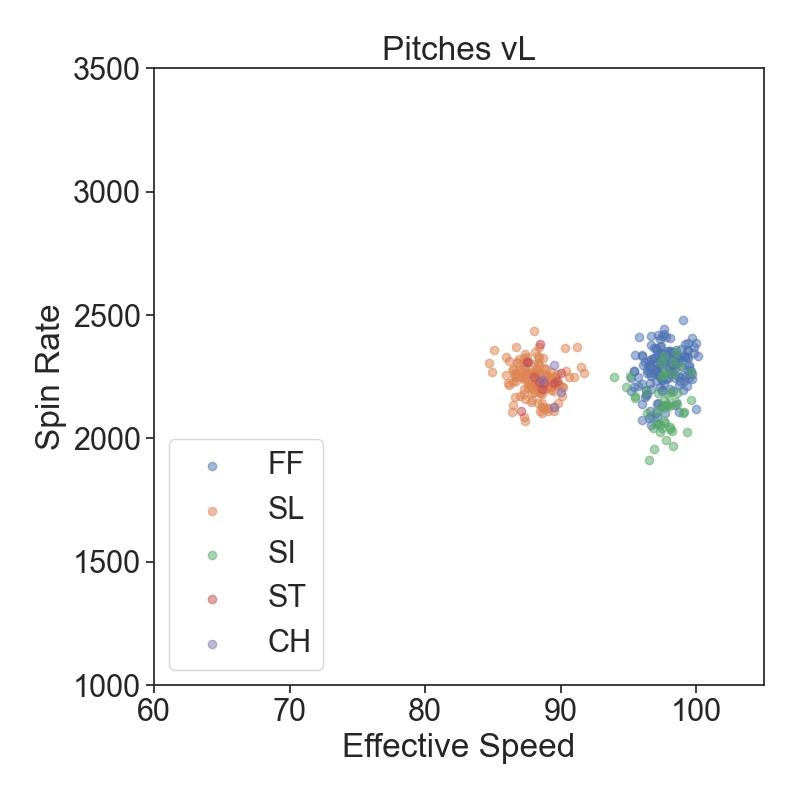 Pitches vL
3500
3000
2500
2000
1500
1000
Spin Rate
FF
SL
SI
ST
CH
60 70 80 90 100
Effective Speed